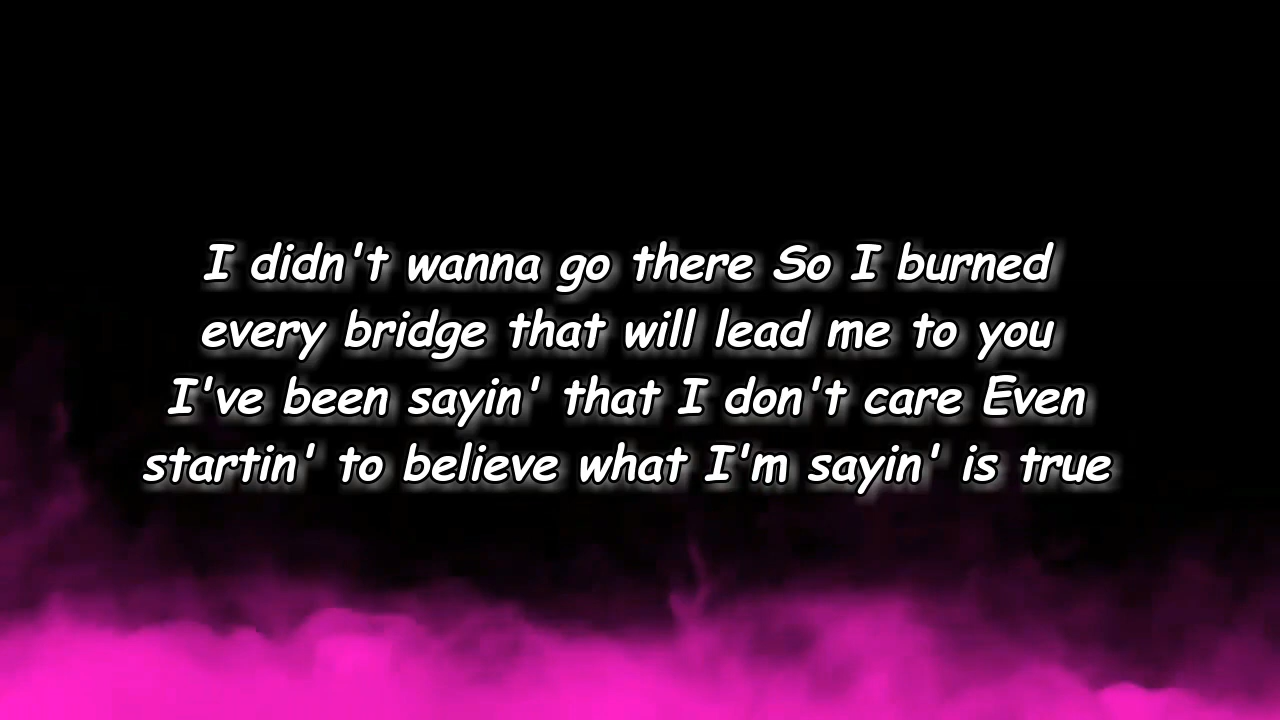 I didn't wanna go there So I burned
every bridge that will lead me to you
I've been sayin' that I don't care Even
startin' to believe what I'm sayin' is true